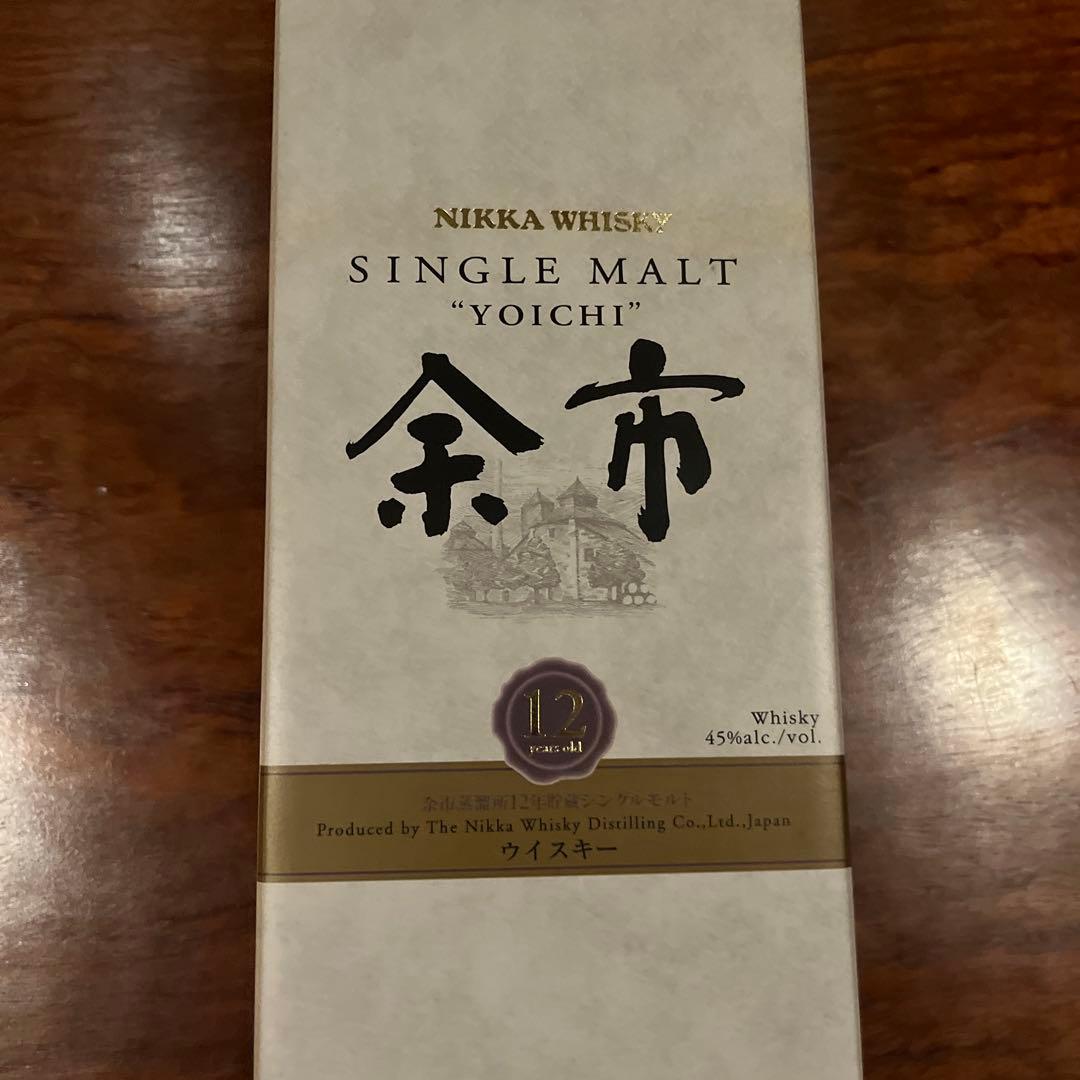 NIKKA WHISKY
SINGLE MALT
“YOICHI”
余市
12
years old
Whisky
45%alc./vol.
余市蒸溜所12年貯蔵シングルモルト
Produced by The Nikka Whisky Distilling Co.,Ltd.,Japan
ウイスキー